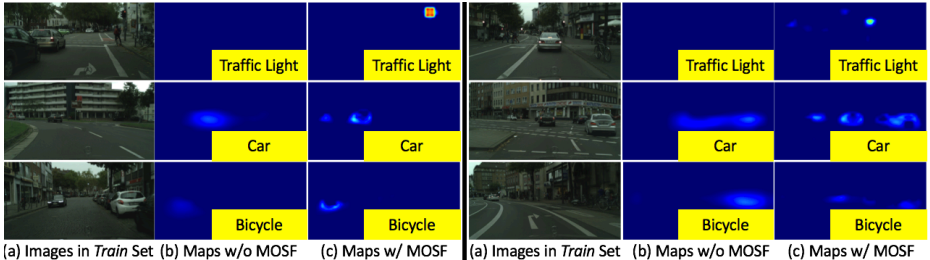 Traffic Light Traffic Light Traffic Light Traffic Light
Car Car Car Car
Bicycle Bicycle Bicycle Bicycle
(a) Images in Train Set (b) Maps w/o MOSF (c) Maps w/ MOSF (a) Images in Train Set (b) Maps w/o MOSF (c) Maps w/ MOSF